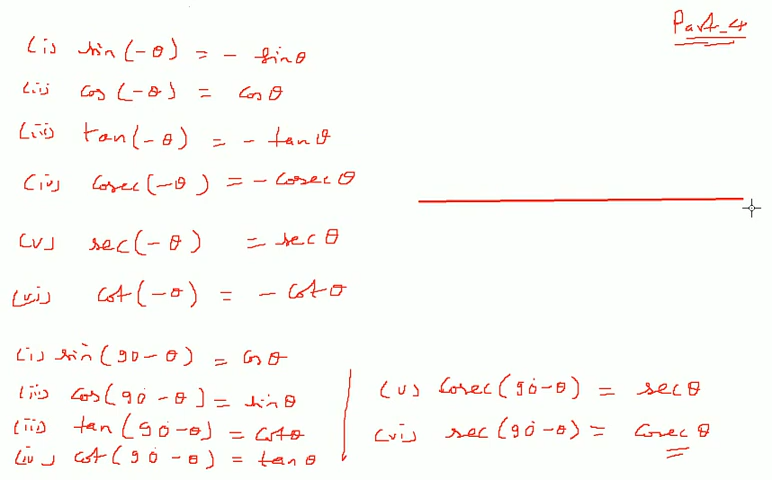 Part-4
(i) sin(-θ) = - sinθ
(ii) cos(-θ) = cosθ
(iii) tan(-θ) = - tanθ
(iv) cosec(-θ) = - cosecθ
(v) sec(-θ) = secθ
(vi) cot(-θ) = - cotθ
(i) sin(90-θ) = cosθ
(ii) cos(90-θ) = sinθ
(iii) tan(90-θ) = cotθ
(iv) cot(90-θ) = tanθ
(v) cosec(90-θ) = secθ
(vi) sec(90-θ) = cosecθ